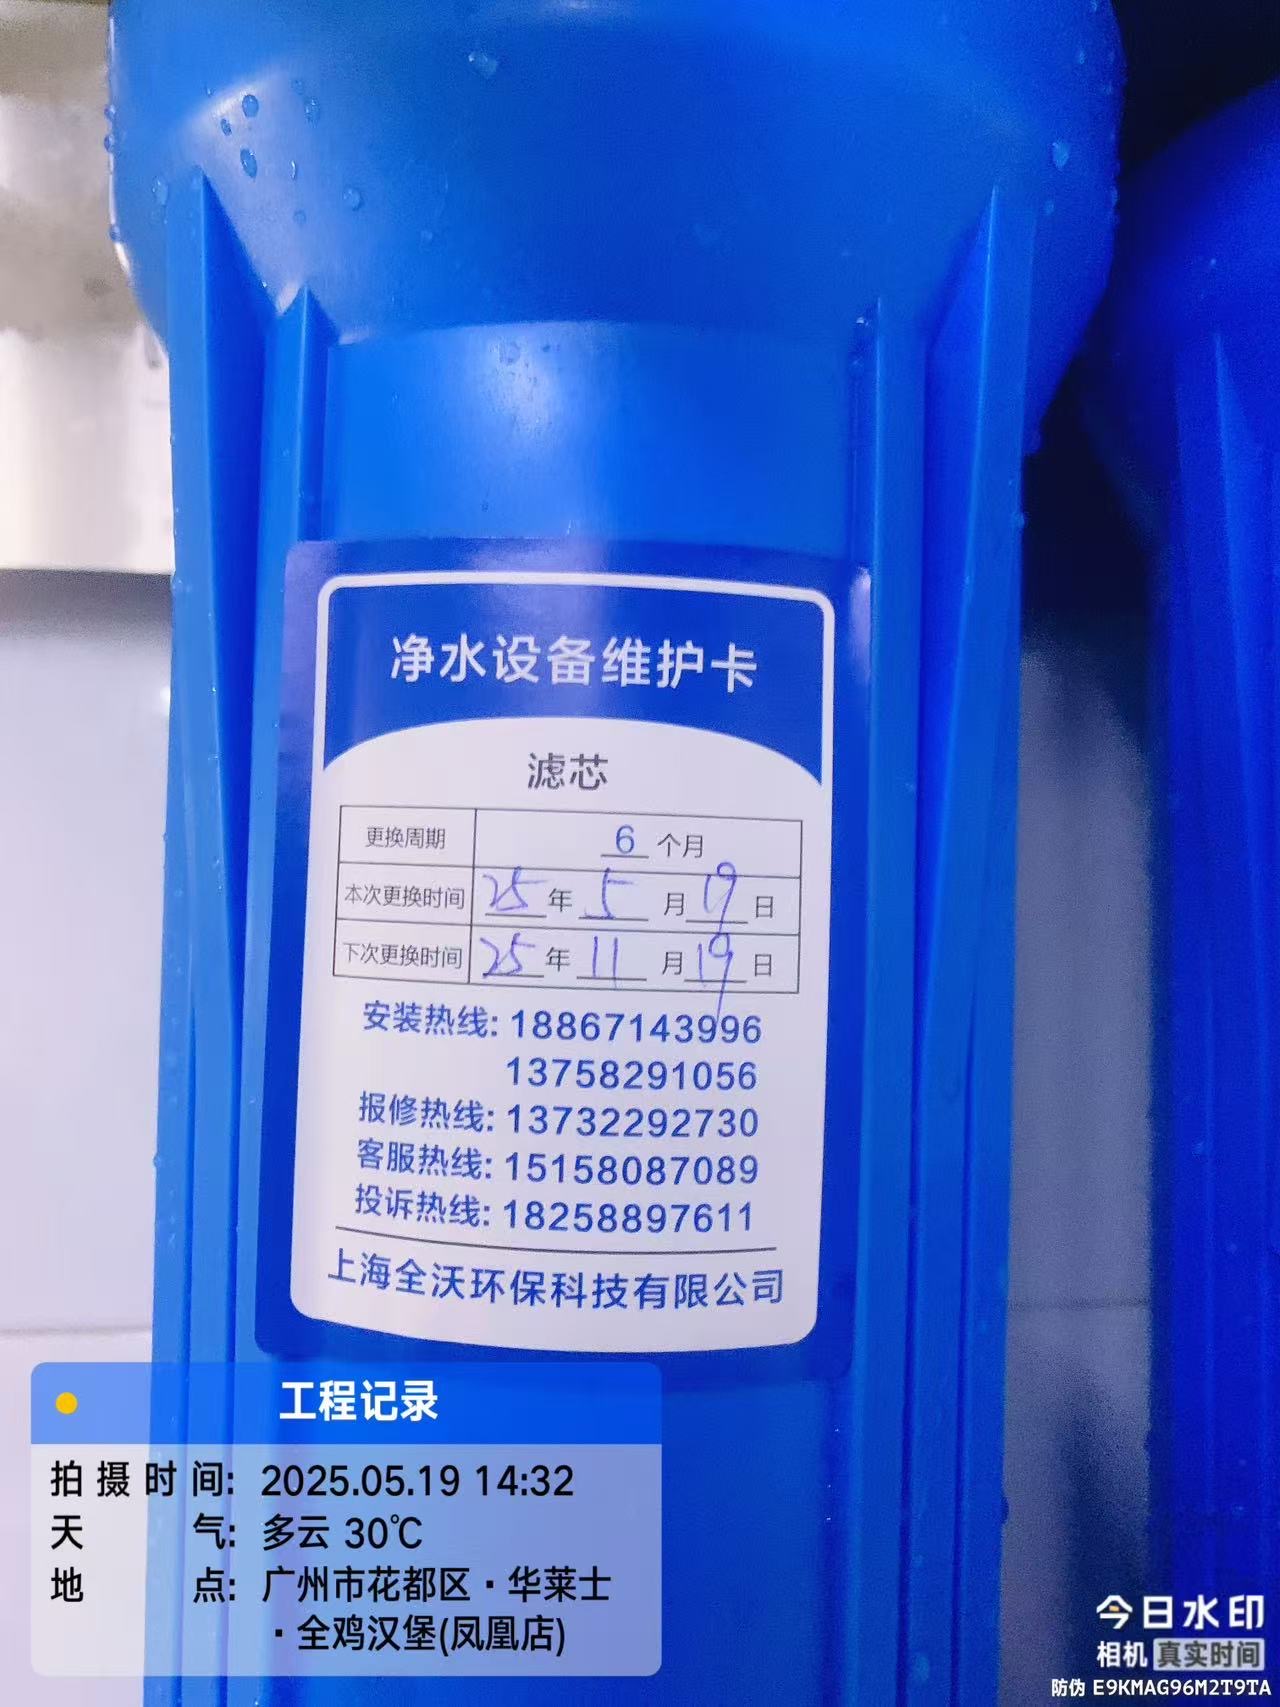 净水设备维护卡
滤芯
更换周期 6 个月
本次更换时间 25 年 5 月 19 日
下次更换时间 25 年 11 月 19 日
安装热线: 18867143996
13758291056
报修热线: 13732292730
客服热线: 15158087089
投诉热线: 18258897611
上海全沃环保科技有限公司
工程记录
拍摄时间: 2025.05.19 14:32
天气: 多云 30℃
地点: 广州市花都区·华莱士
·全鸡汉堡(凤凰店)
今日水印
相机 真实时间
防伪 E9KMAG96M2T9TA